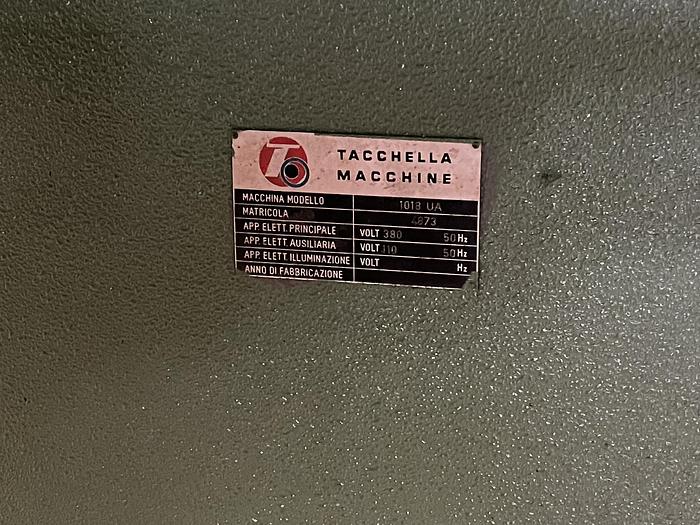 T
TACCHELLA
MACCHINE
MACCHINA MODELLO 1018 UA
MATRICOLA 4873
APP. ELETT. PRINCIPALE VOLT 380 50 Hz
APP. ELETT. AUSILIARIA VOLT 110 50 Hz
APP. ELETT. ILLUMINAZIONE VOLT Hz
ANNO DI FABBRICAZIONE